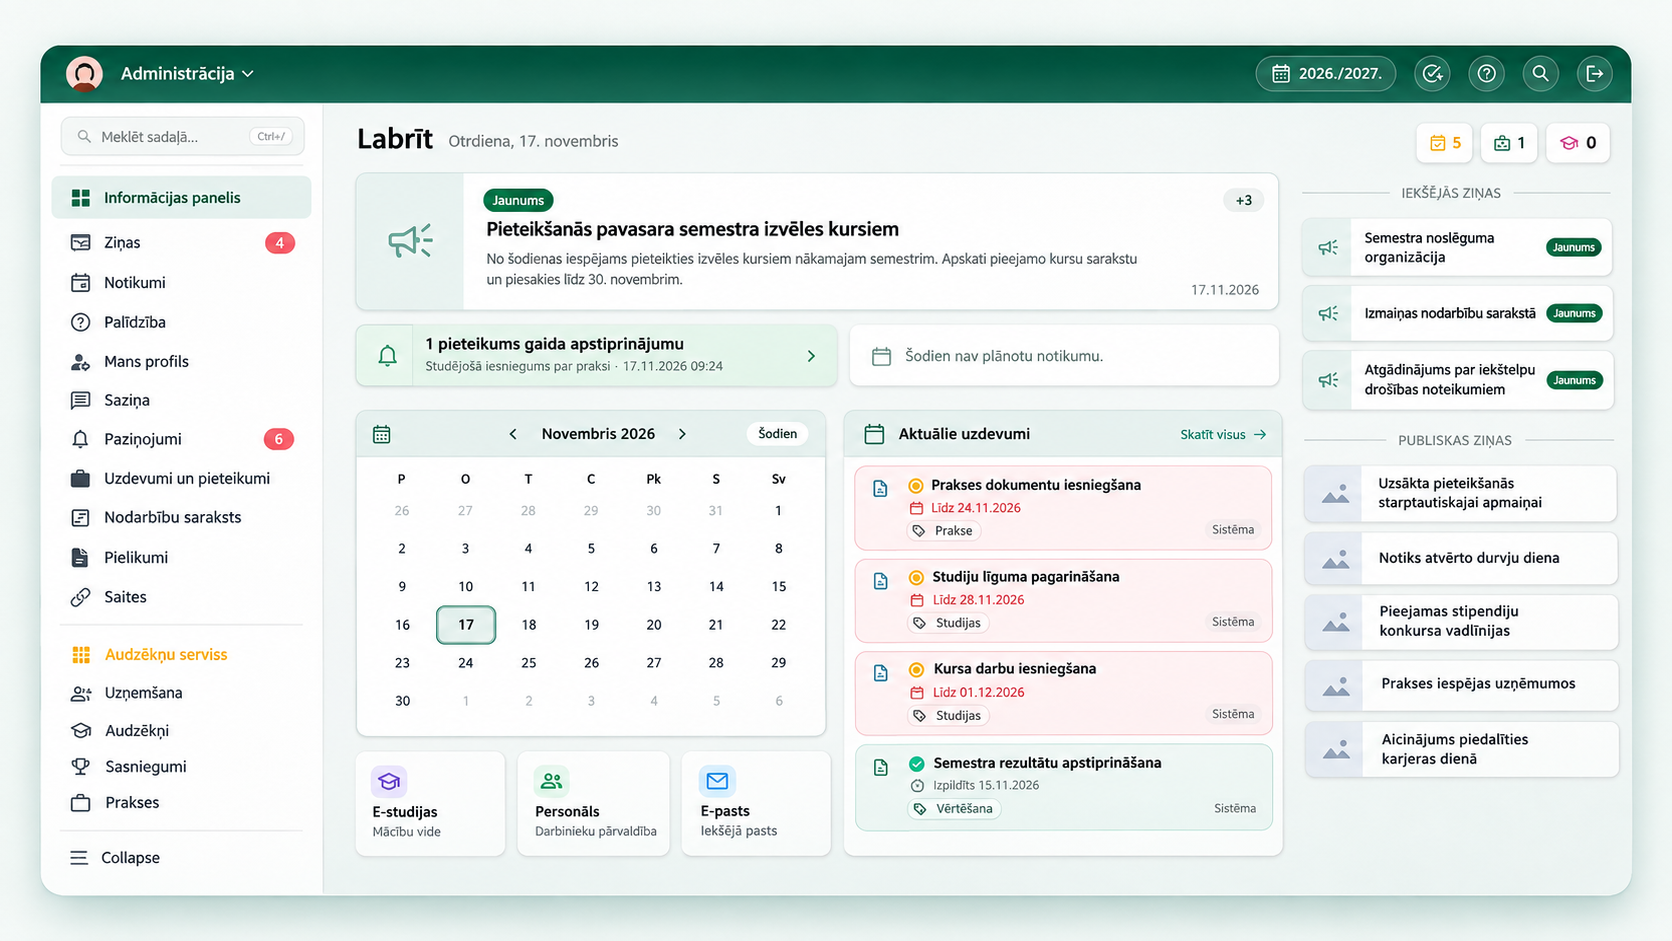 Administrācija
2026./2027.
Meklēt sadaļā...
Ctrl+/
Informācijas panelis
Ziņas
4
Notikumi
Palīdzība
Mans profils
Saziņa
Paziņojumi
6
Uzdevumi un pieteikumi
Nodarbību saraksts
Pielikumi
Saites
Audzēkņu serviss
Uzņemšana
Audzēkņi
Sasniegumi
Prakses
Collapse
Labrīt
Otrdiena, 17. novembris
5
1
0
Jaunums
+3
Pieteikšanās pavasara semestra izvēles kursiem
No šodienas iespējams pieteikties izvēles kursiem nākamajam semestrim. Apskati pieejamo kursu sarakstu
un piesakies līdz 30. novembrim.
17.11.2026
1 pieteikums gaida apstiprinājumu
Studējošā iesniegums par praksi · 17.11.2026 09:24
Šodien nav plānotu notikumu.
Novembris 2026
Šodien
P O T C Pk S Sv
26 27 28 29 30 31 1
2 3 4 5 6 7 8
9 10 11 12 13 14 15
16 17 18 19 20 21 22
23 24 25 26 27 28 29
30 1 2 3 4 5 6
E-studijas
Mācību vide
Personāls
Darbinieku pārvaldība
E-pasts
Iekšējā pasts
Aktuālie uzdevumi
Skatīt visus
Prakses dokumentu iesniegšana
Līdz 24.11.2026
Prakse
Sistēma
Studiju līguma pagarināšana
Līdz 28.11.2026
Studijas
Sistēma
Kursa darbu iesniegšana
Līdz 01.12.2026
Studijas
Sistēma
Semestra rezultātu apstiprināšana
Izpildīts 15.11.2026
Vērtēšana
Sistēma
IEKŠĒJĀS ZIŅAS
Semestra noslēguma
organizācija
Jaunums
Izmaiņas nodarbību sarakstā
Jaunums
Atgādinājums par iekštelpu
drošības noteikumiem
Jaunums
PUBLISKAS ZIŅAS
Uzsākta pieteikšanās
starptautiskajai apmaiņai
Notiks atvērto durvju diena
Pieejamas stipendiju
konkursa vadlīnijas
Prakses iespējas uzņēmumos
Aicinājums piedalīties
karjeras dienā